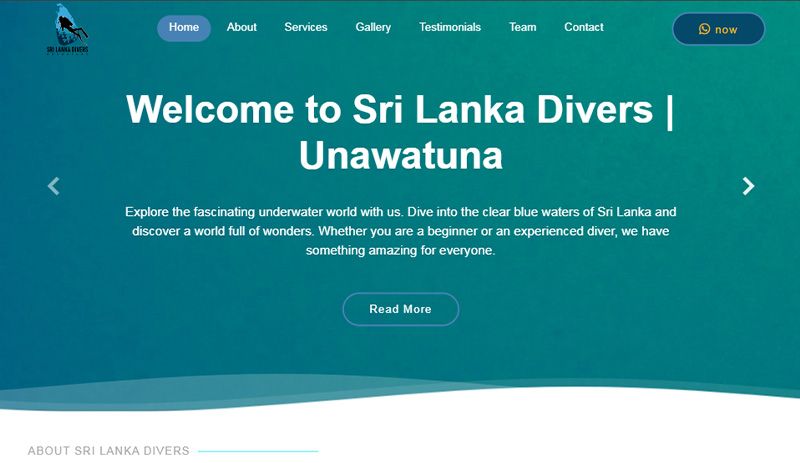 SRI LANKA DIVERS
Home About Services Gallery Testimonials Team Contact
now
Welcome to Sri Lanka Divers |
Unawatuna
Explore the fascinating underwater world with us. Dive into the clear blue waters of Sri Lanka and
discover a world full of wonders. Whether you are a beginner or an experienced diver, we have
something amazing for everyone.
Read More
ABOUT SRI LANKA DIVERS